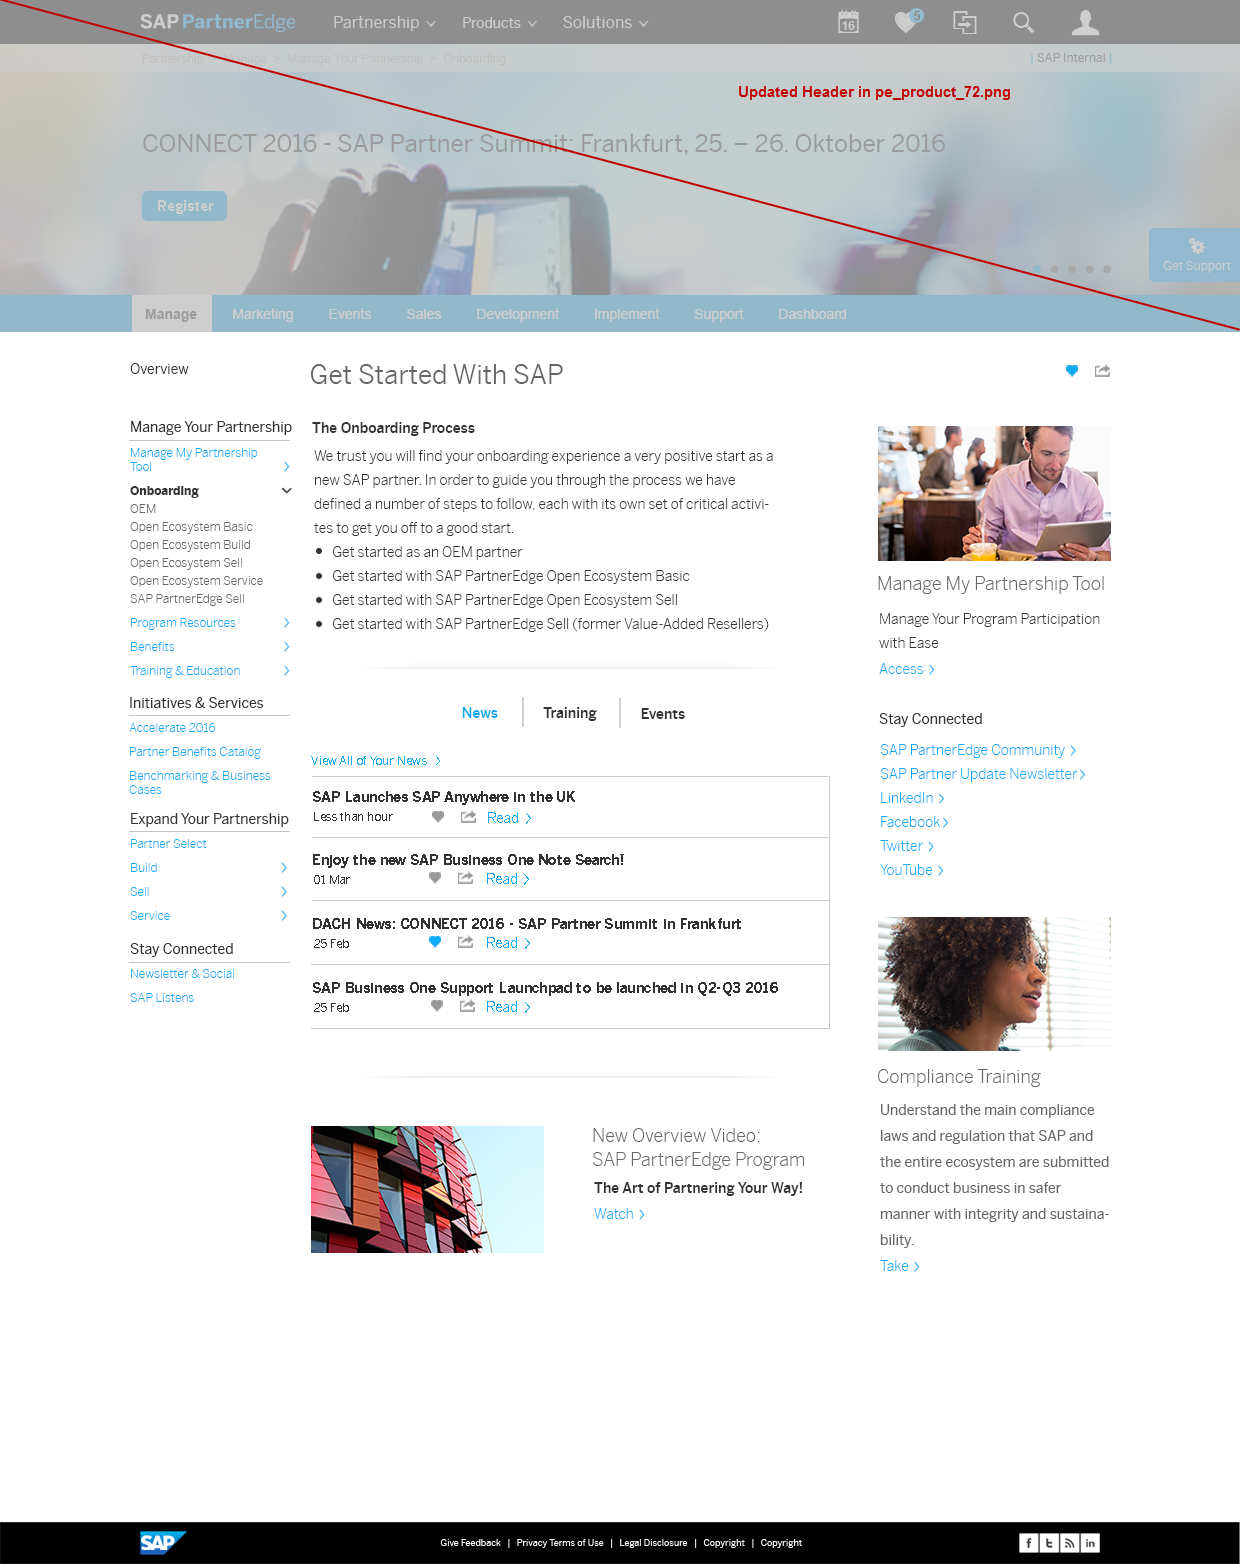 SAP PartnerEdge
Partnership
Products
Solutions
16
5
Partnership
Manage > Manage Your Partnership > Onboarding
| SAP Internal |
Updated Header in pe_product_72.png
CONNECT 2016 - SAP Partner Summit: Frankfurt, 25. – 26. Oktober 2016
Register
Get Support
Manage
Marketing
Events
Sales
Development
Implement
Support
Dashboard
Overview
Manage Your Partnership
Manage My Partnership
Tool
Onboarding
OEM
Open Ecosystem Basic
Open Ecosystem Build
Open Ecosystem Sell
Open Ecosystem Service
SAP PartnerEdge Sell
Program Resources
Benefits
Training & Education
Initiatives & Services
Accelerate 2016
Partner Benefits Catalog
Benchmarking & Business
Cases
Expand Your Partnership
Partner Select
Build
Sell
Service
Stay Connected
Newsletter & Social
SAP Listens
Get Started With SAP
The Onboarding Process
We trust you will find your onboarding experience a very positive start as a
new SAP partner. In order to guide you through the process we have
defined a number of steps to follow, each with its own set of critical activi-
ties to get you off to a good start.
• Get started as an OEM partner
• Get started with SAP PartnerEdge Open Ecosystem Basic
• Get started with SAP PartnerEdge Open Ecosystem Sell
• Get started with SAP PartnerEdge Sell (former Value-Added Resellers)
News
Training
Events
View All of Your News >
SAP Launches SAP Anywhere in the UK
Less than hour
Read >
Enjoy the new SAP Business One Note Search!
01 Mar
Read >
DACH News: CONNECT 2016 - SAP Partner Summit in Frankfurt
25 Feb
Read >
SAP Business One Support Launchpad to be launched in Q2-Q3 2016
25 Feb
Read >
New Overview Video:
SAP PartnerEdge Program
The Art of Partnering Your Way!
Watch >
Manage My Partnership Tool
Manage Your Program Participation
with Ease
Access >
Stay Connected
SAP PartnerEdge Community >
SAP Partner Update Newsletter >
LinkedIn >
Facebook >
Twitter >
YouTube >
Compliance Training
Understand the main compliance
laws and regulation that SAP and
the entire ecosystem are submitted
to conduct business in safer
manner with integrity and sustaina-
bility.
Take >
SAP
Give Feedback | Privacy Terms of Use | Legal Disclosure | Copyright | Copyright